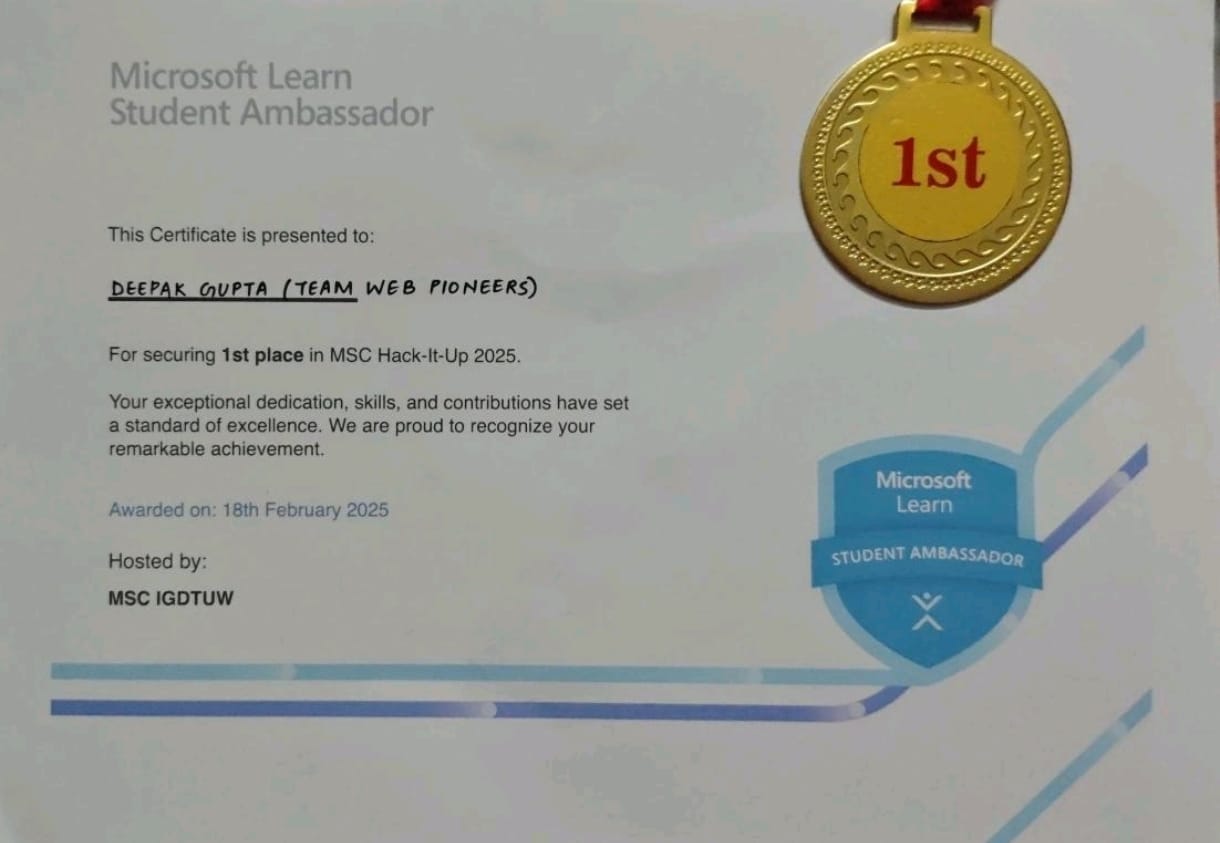 Microsoft Learn
Student Ambassador
1st
This Certificate is presented to:
DEEPAK GUPTA (TEAM WEB PIONEERS)
For securing 1st place in MSC Hack-It-Up 2025.
Your exceptional dedication, skills, and contributions have set
a standard of excellence. We are proud to recognize your
remarkable achievement.
Awarded on: 18th February 2025
Hosted by:
MSC IGDTUW
Microsoft
Learn
STUDENT AMBASSADOR